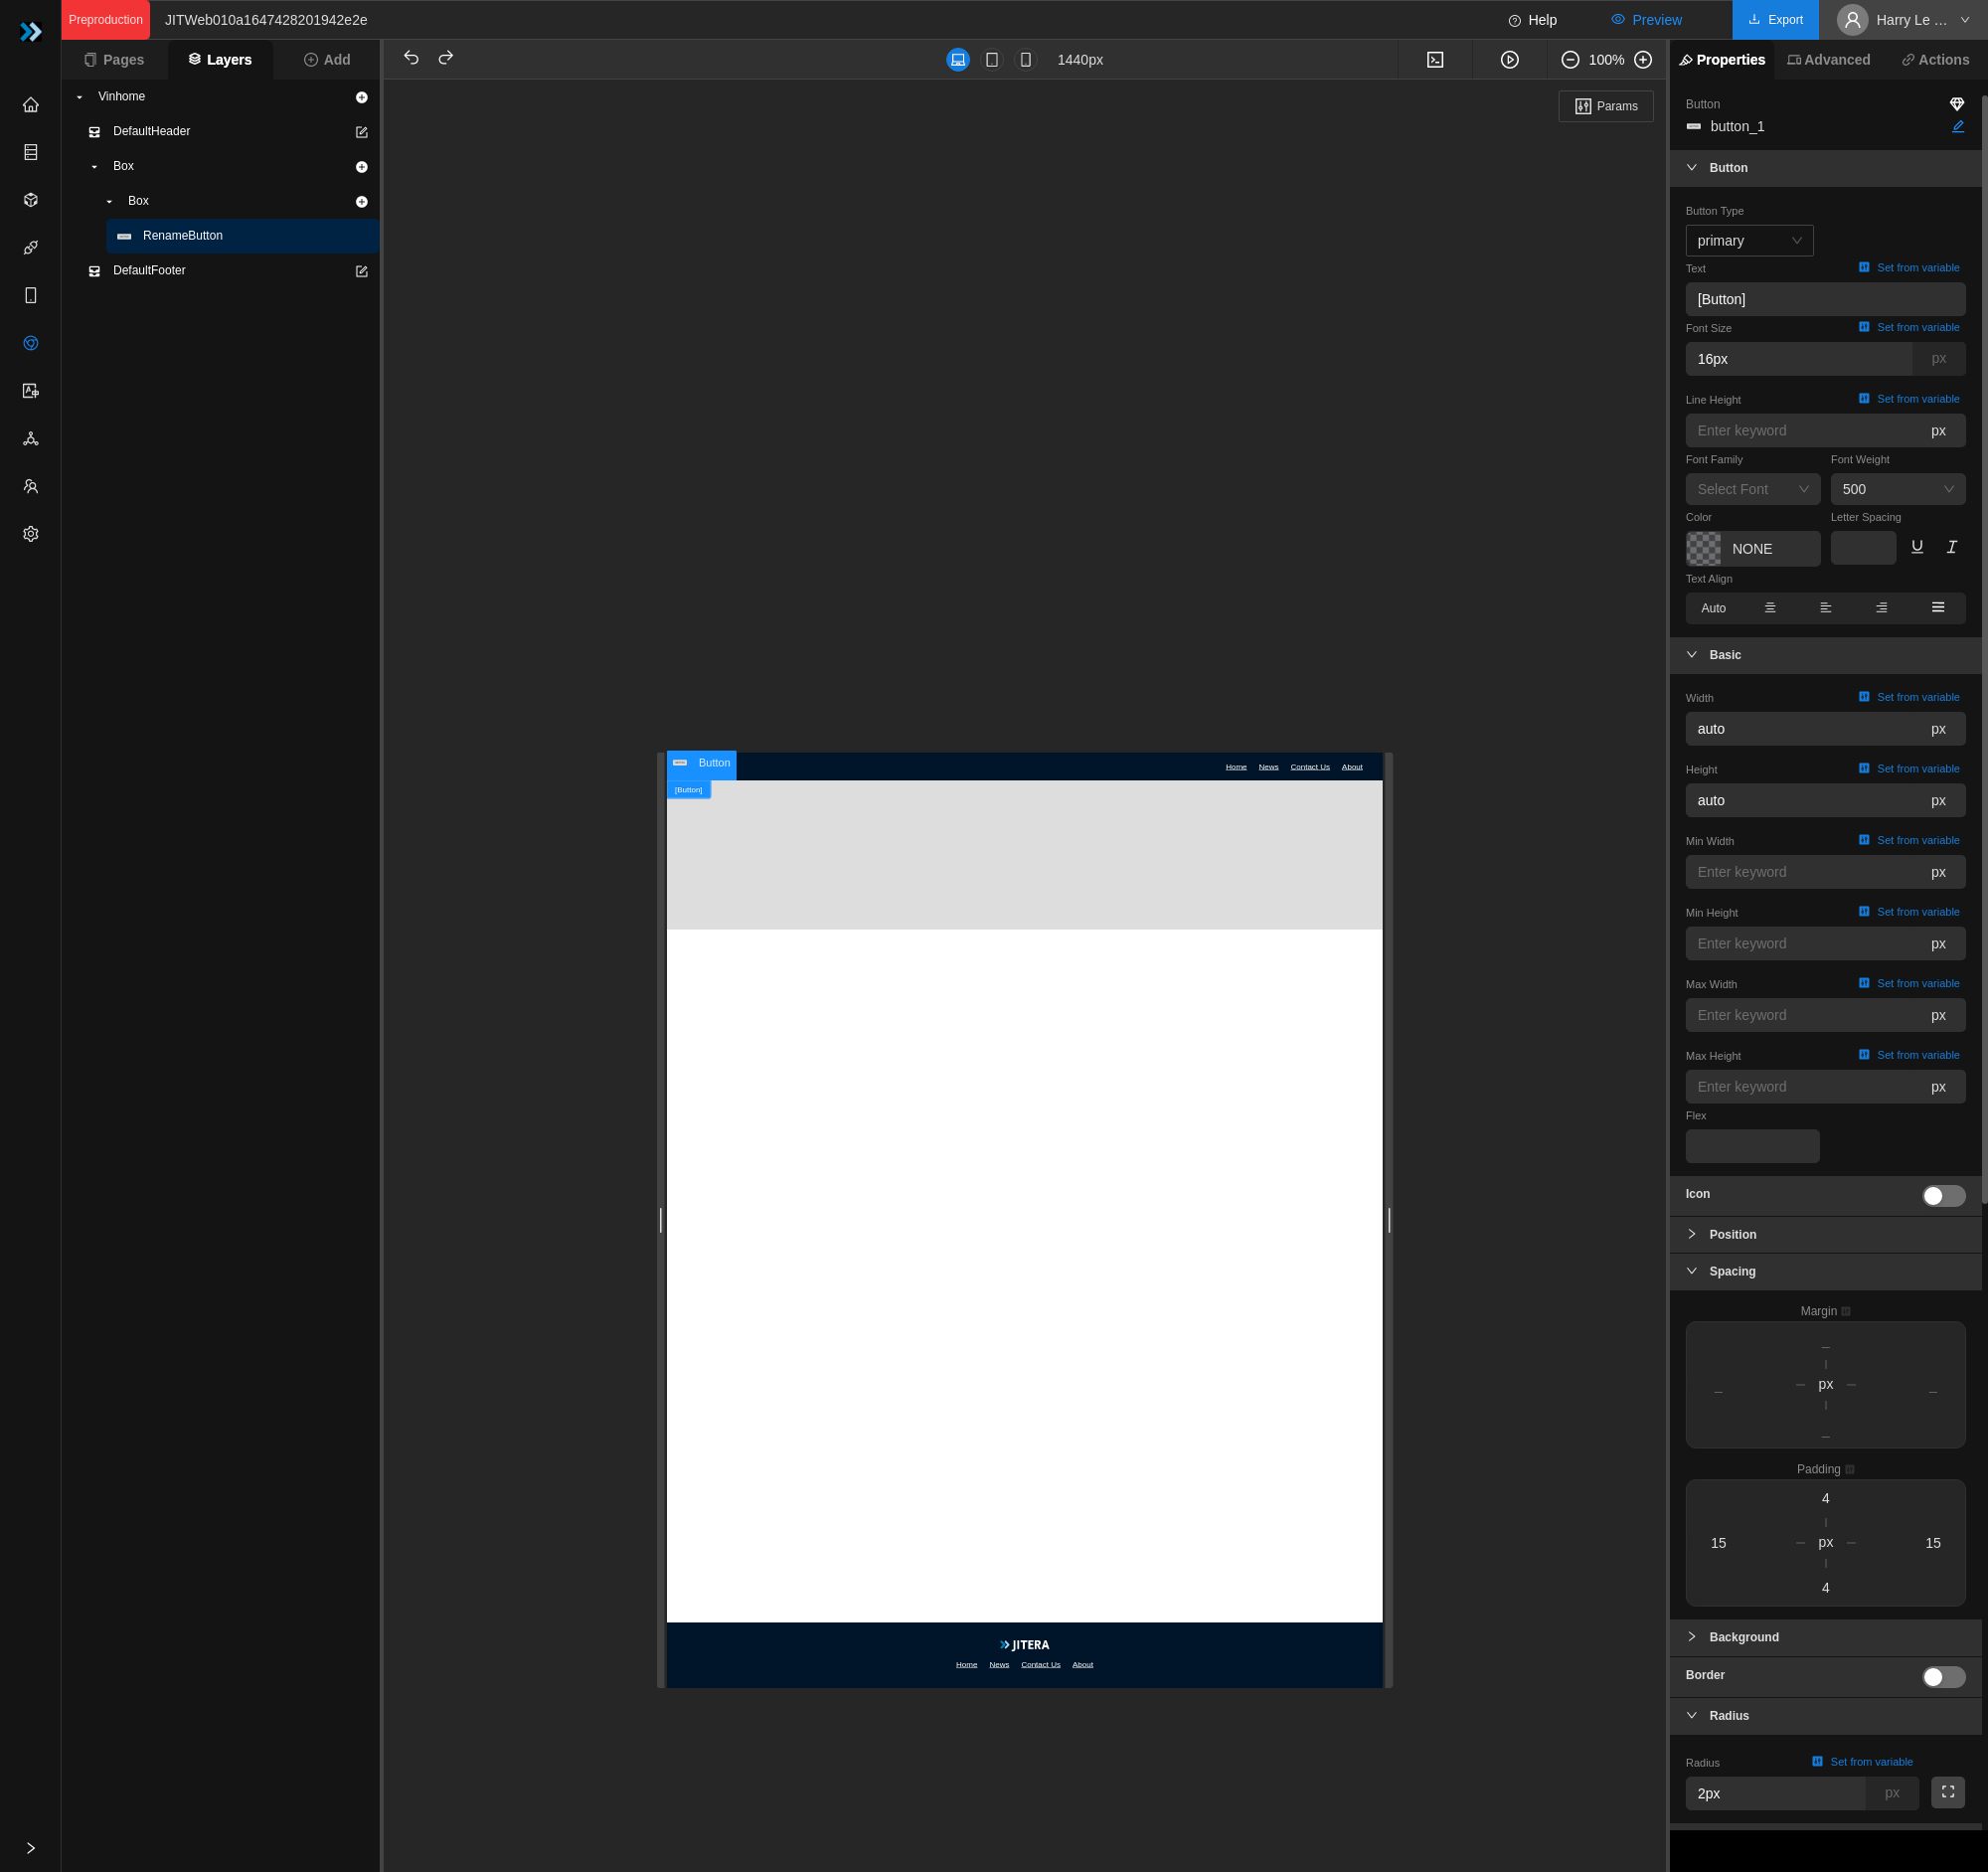 Preproduction
JITWeb010a1647428201942e2e
Help
Preview
Export
Harry Le ...
Pages
Layers
Add
1440px
100%
Properties
Advanced
Actions
Vinhome
DefaultHeader
Box
Box
RenameButton
DefaultFooter
Params
Button
Home News Contact Us About
[Button]
JITERA
Home News Contact Us About
Button
button_1
Button
Button Type
primary
Text Set from variable
[Button]
Font Size Set from variable
16px px
Line Height Set from variable
Enter keyword px
Font Family Font Weight
Select Font 500
Color Letter Spacing
NONE
Text Align
Auto
Basic
Width Set from variable
auto px
Height Set from variable
auto px
Min Width Set from variable
Enter keyword px
Min Height Set from variable
Enter keyword px
Max Width Set from variable
Enter keyword px
Max Height Set from variable
Enter keyword px
Flex
Icon
Position
Spacing
Margin
px
Padding
4
15 px 15
4
Background
Border
Radius
Radius Set from variable
2px px